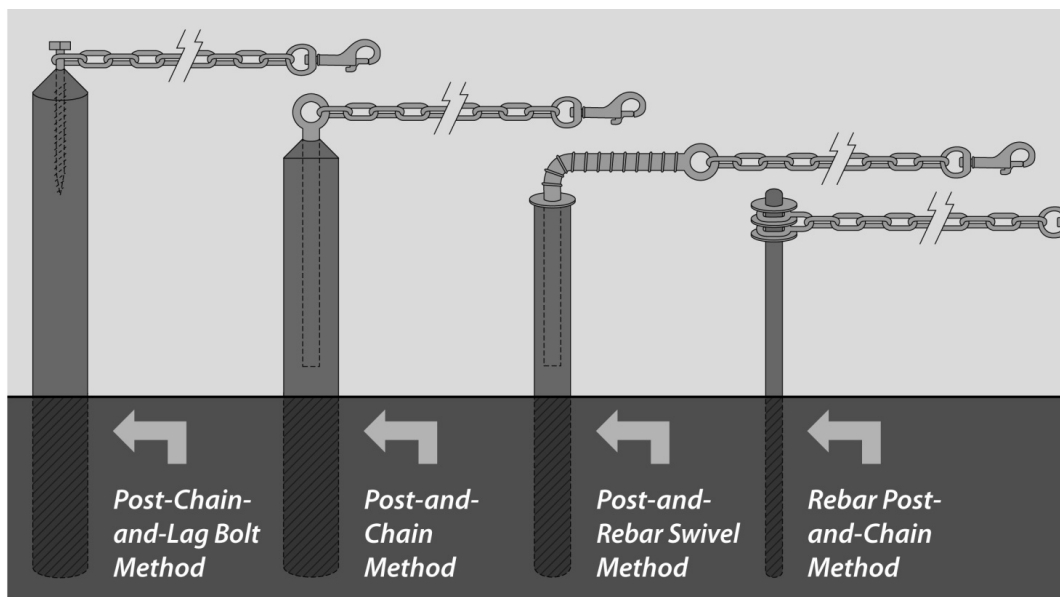 Post-Chain-
and-Lag Bolt
Method
Post-and-
Chain
Method
Post-and-
Rebar Swivel
Method
Rebar Post-
and-Chain
Method